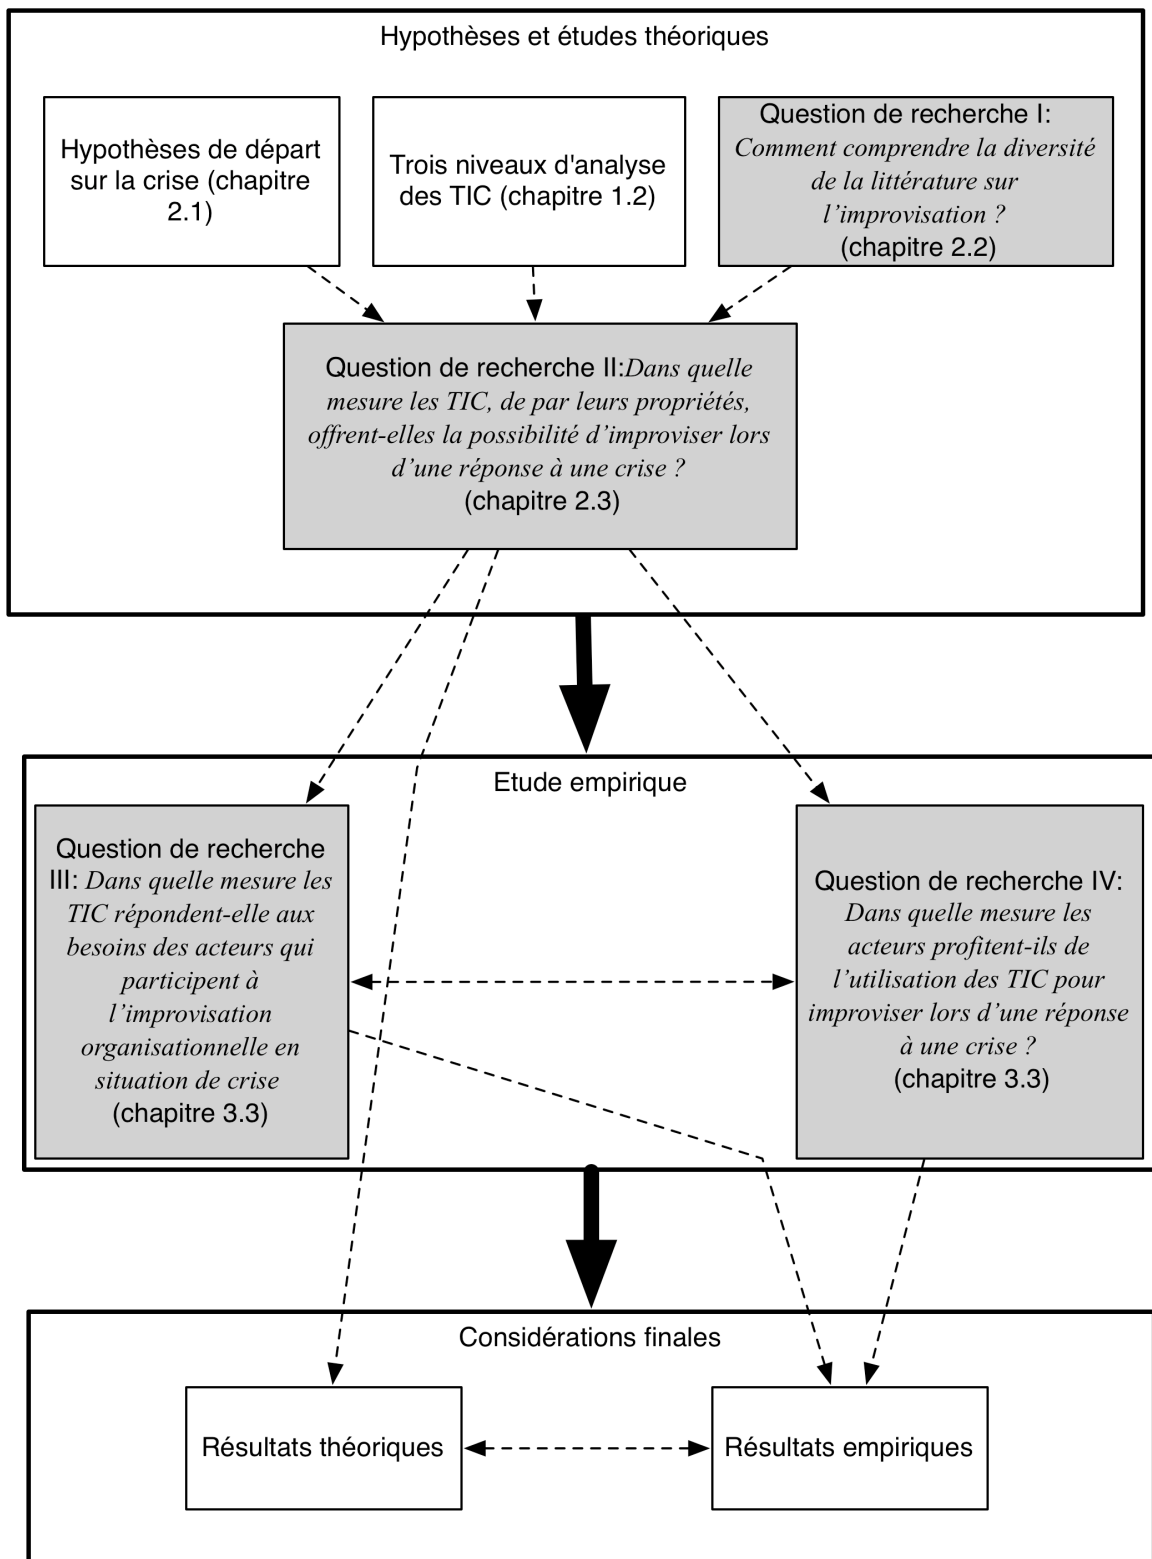 Hypothèses et études théoriques
Hypothèses de départ
sur la crise (chapitre
2.1)
Trois niveaux d'analyse
des TIC (chapitre 1.2)
Question de recherche I:
Comment comprendre la diversité
de la littérature sur
l’improvisation ?
(chapitre 2.2)
Question de recherche II:Dans quelle
mesure les TIC, de par leurs propriétés,
offrent-elles la possibilité d’improviser lors
d’une réponse à une crise ?
(chapitre 2.3)
Etude empirique
Question de recherche
III: Dans quelle mesure les
TIC répondent-elle aux
besoins des acteurs qui
participent à
l’improvisation
organisationnelle en
situation de crise
(chapitre 3.3)
Question de recherche IV:
Dans quelle mesure les
acteurs profitent-ils de
l’utilisation des TIC pour
improviser lors d’une réponse
à une crise ?
(chapitre 3.3)
Considérations finales
Résultats théoriques
Résultats empiriques